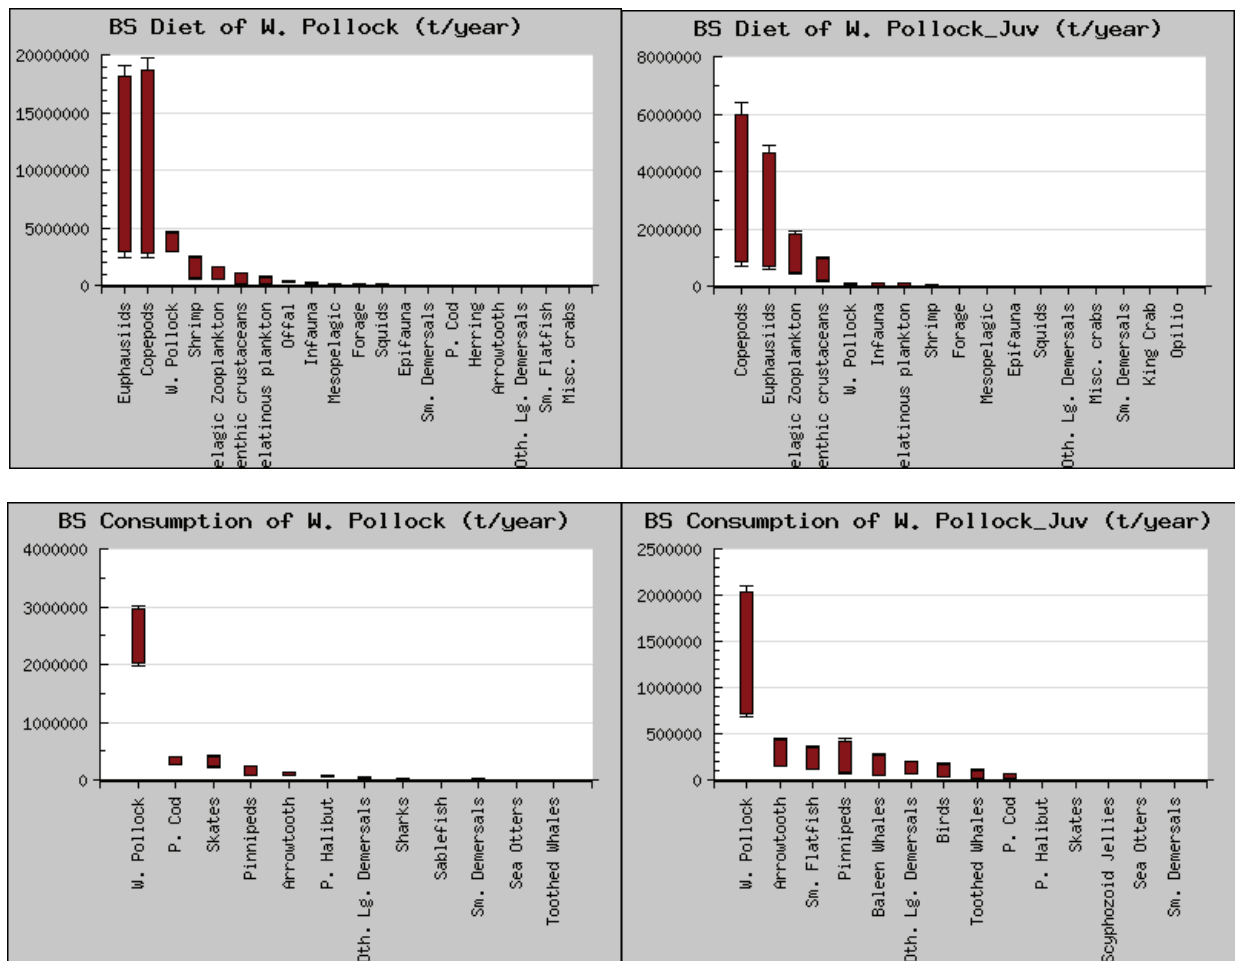 BS Diet of W. Pollock (t/year)
20000000
15000000
10000000
5000000
0
Euphausiids
Copepods
W. Pollock
Shrimp
elagic Zooplankton
enthic crustaceans
elatinous plankton
Offal
Infauna
Mesopelagic
Forage
Squids
Epifauna
Sm. Demersals
P. Cod
Herring
Arrowtooth
Oth. Lg. Demersals
Sm. Flatfish
Misc. crabs
BS Diet of W. Pollock_Juv (t/year)
8000000
6000000
4000000
2000000
0
Copepods
Euphausiids
elagic Zooplankton
enthic crustaceans
W. Pollock
Infauna
elatinous plankton
Shrimp
Forage
Mesopelagic
Epifauna
Squids
Oth. Lg. Demersals
Misc. crabs
Sm. Demersals
King Crab
Opilio
BS Consumption of W. Pollock (t/year)
4000000
3000000
2000000
1000000
0
W. Pollock
P. Cod
Skates
Pinnipeds
Arrowtooth
P. Halibut
Oth. Lg. Demersals
Sharks
Sablefish
Sm. Demersals
Sea Otters
Toothed Whales
BS Consumption of W. Pollock_Juv (t/year)
2500000
2000000
1500000
1000000
500000
0
W. Pollock
Arrowtooth
Sm. Flatfish
Pinnipeds
Baleen Whales
Oth. Lg. Demersals
Birds
Toothed Whales
P. Cod
P. Halibut
Skates
Scyphozoid Jellies
Sea Otters
Sm. Demersals